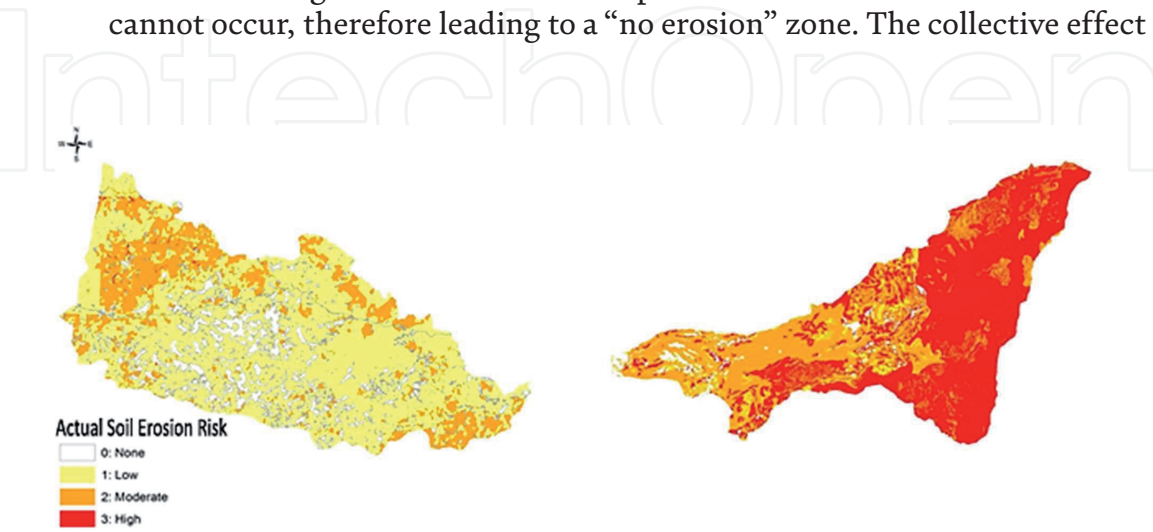 cannot occur, therefore leading to a “no erosion” zone. The collective effect
IntechOpen
N
W E
S
Actual Soil Erosion Risk
0: None
1: Low
2: Moderate
3: High